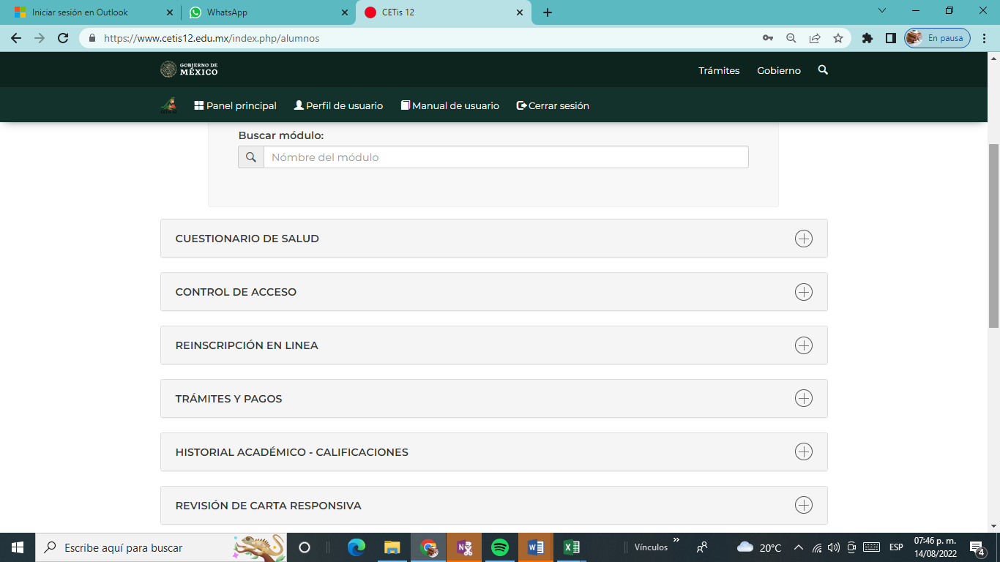 Iniciar sesión en Outlook
WhatsApp
CETis 12
https://www.cetis12.edu.mx/index.php/alumnos
En pausa
GOBIERNO DE
MÉXICO
Trámites
Gobierno
CETIS 12
Panel principal
Perfil de usuario
Manual de usuario
Cerrar sesión
Buscar módulo:
Nómbre del módulo
CUESTIONARIO DE SALUD
CONTROL DE ACCESO
REINSCRIPCIÓN EN LINEA
TRÁMITES Y PAGOS
HISTORIAL ACADÉMICO - CALIFICACIONES
REVISIÓN DE CARTA RESPONSIVA
Escribe aquí para buscar
Vínculos
20°C
ESP
07:46 p. m.
14/08/2022
4